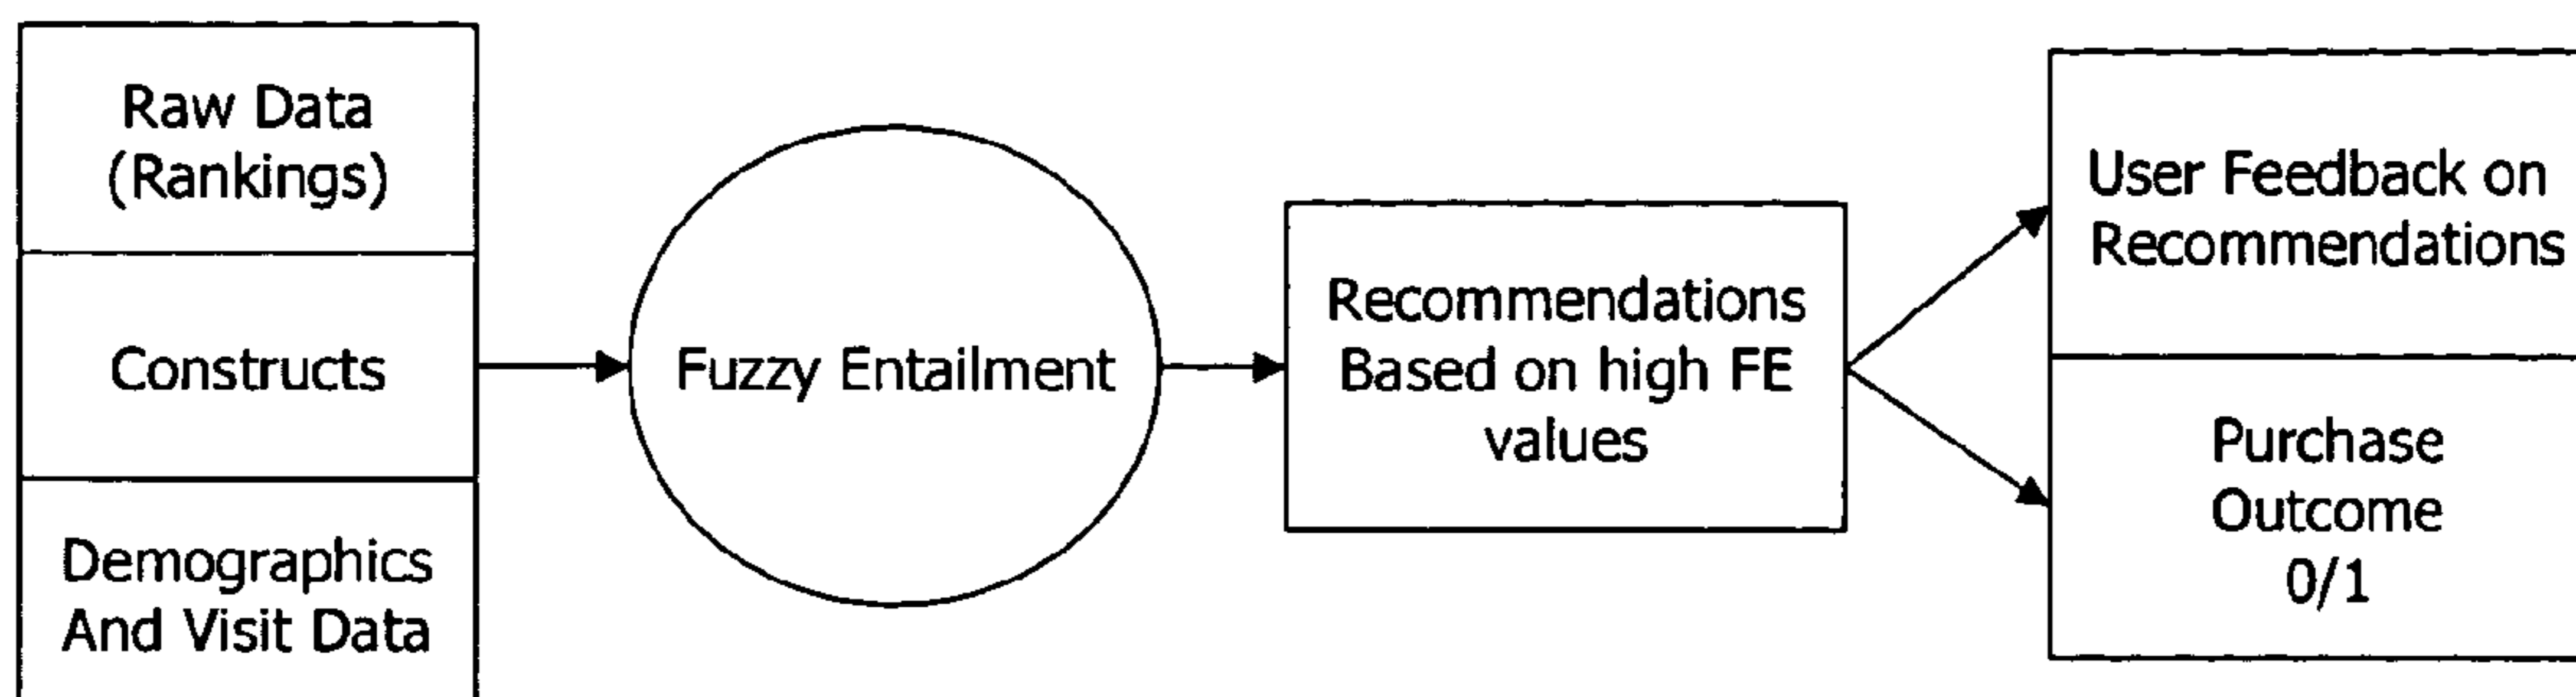 Raw Data
(Rankings)
Constructs
Demographics
And Visit Data
Fuzzy Entailment
Recommendations
Based on high FE
values
User Feedback on
Recommendations
Purchase
Outcome
0/1